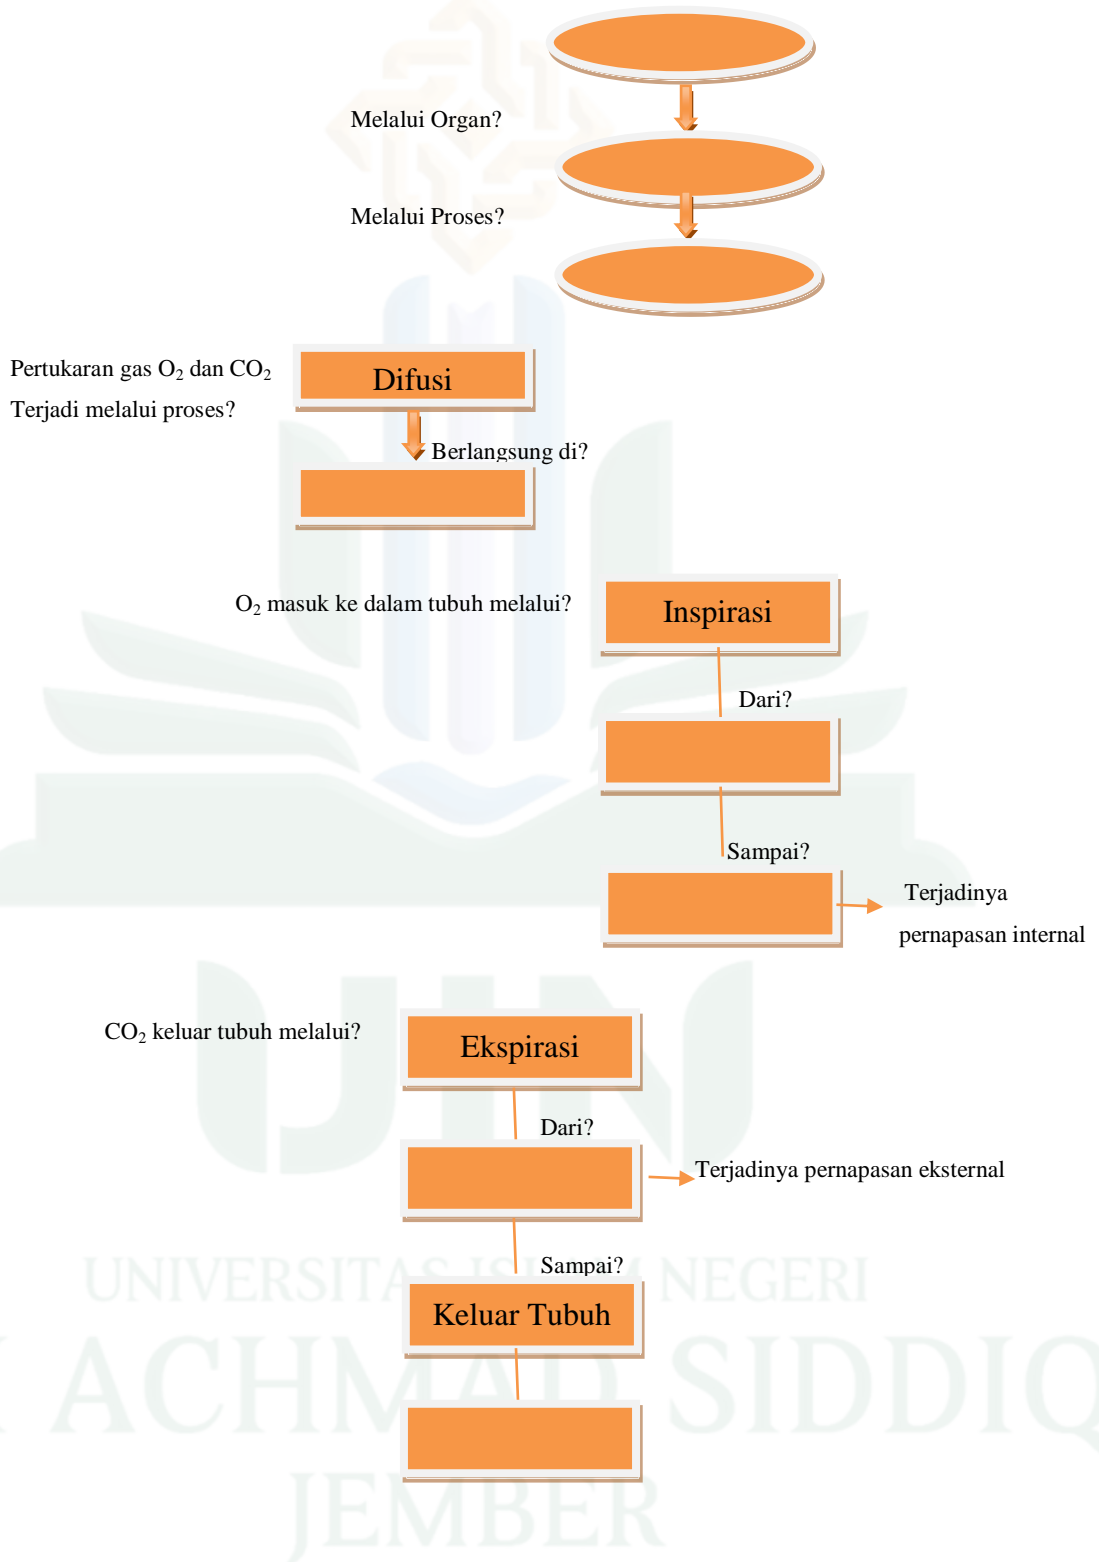 Melalui Organ?
Melalui Proses?
Pertukaran gas O₂ dan CO₂
Terjadi melalui proses?
Difusi
Berlangsung di?
O₂ masuk ke dalam tubuh melalui?
Inspirasi
Dari?
Sampai?
Terjadinya
pernapasan internal
CO₂ keluar tubuh melalui?
Ekspirasi
Dari?
Terjadinya pernapasan eksternal
Sampai?
Keluar Tubuh
UIN
UNIVERSITAS ISLAM NEGERI
ACHMAD SIDDIQ
JEMBER